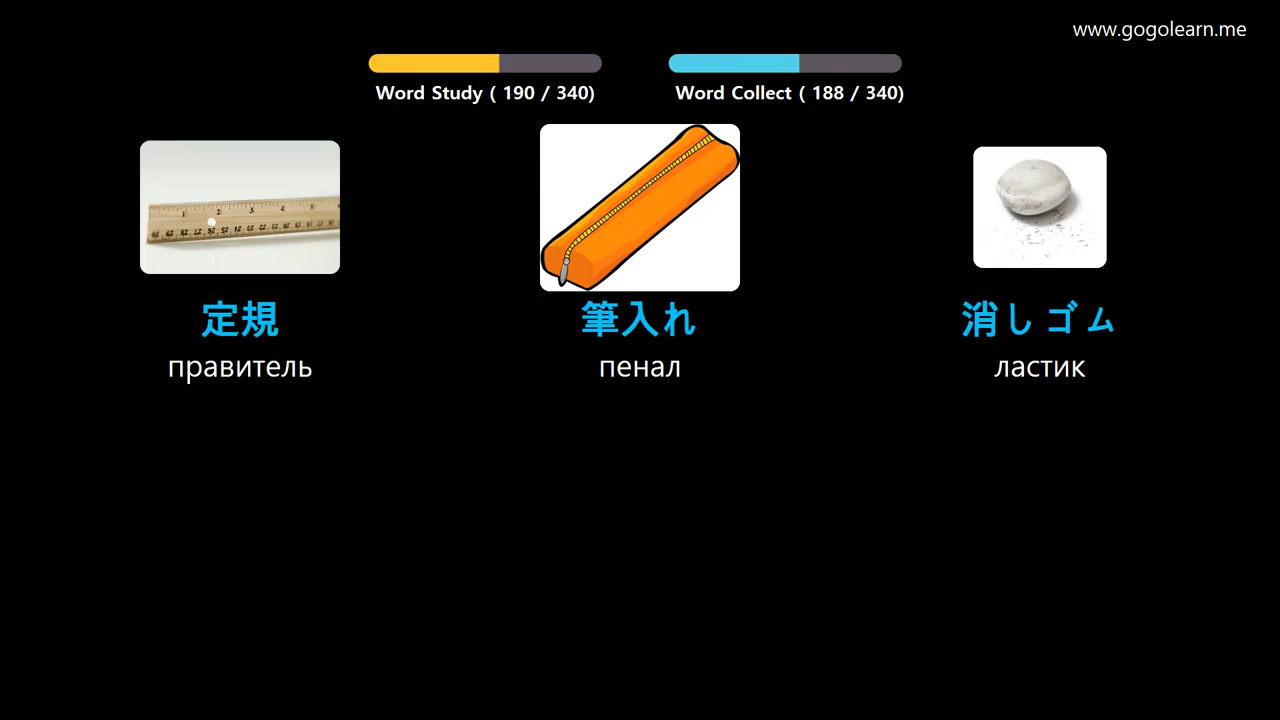 www.gogolearn.me
Word Study ( 190 / 340)
Word Collect ( 188 / 340)
定規
筆入れ
消しゴム
правитель
пенал
ластик